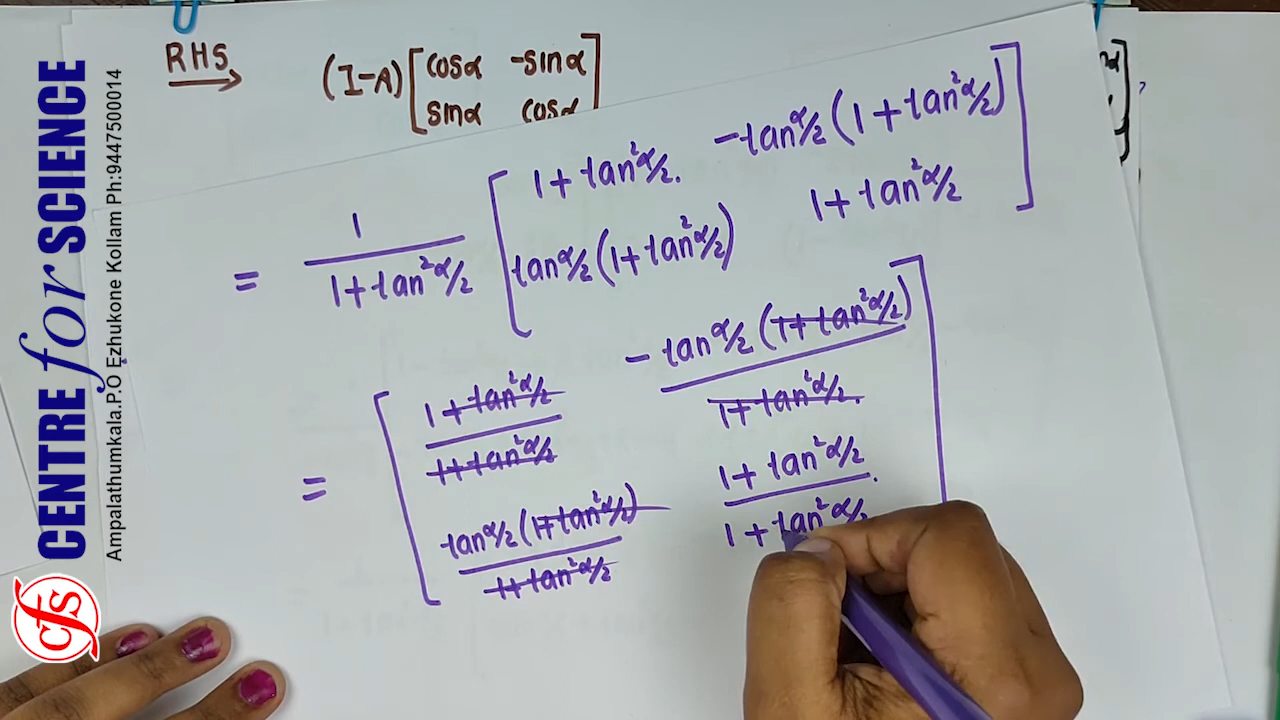 CENTRE for SCIENCE
Ampalathumkala.P.O Ezhukone Kollam Ph:9447500014
cfs
RHS → (I-A) [cosα -sinα
sinα cosα]
= 1 / (1+tan²α/2) [1+tan²α/2. -tanα/2(1+tan²α/2)
tanα/2(1+tan²α/2) 1+tan²α/2]
= [(1+tan²α/2) / (1+tan²α/2) -tanα/2(1+tan²α/2) / (1+tan²α/2).
tanα/2(1+tan²α/2) / (1+tan²α/2) (1+tan²α/2) / (1+tan²α/2)]